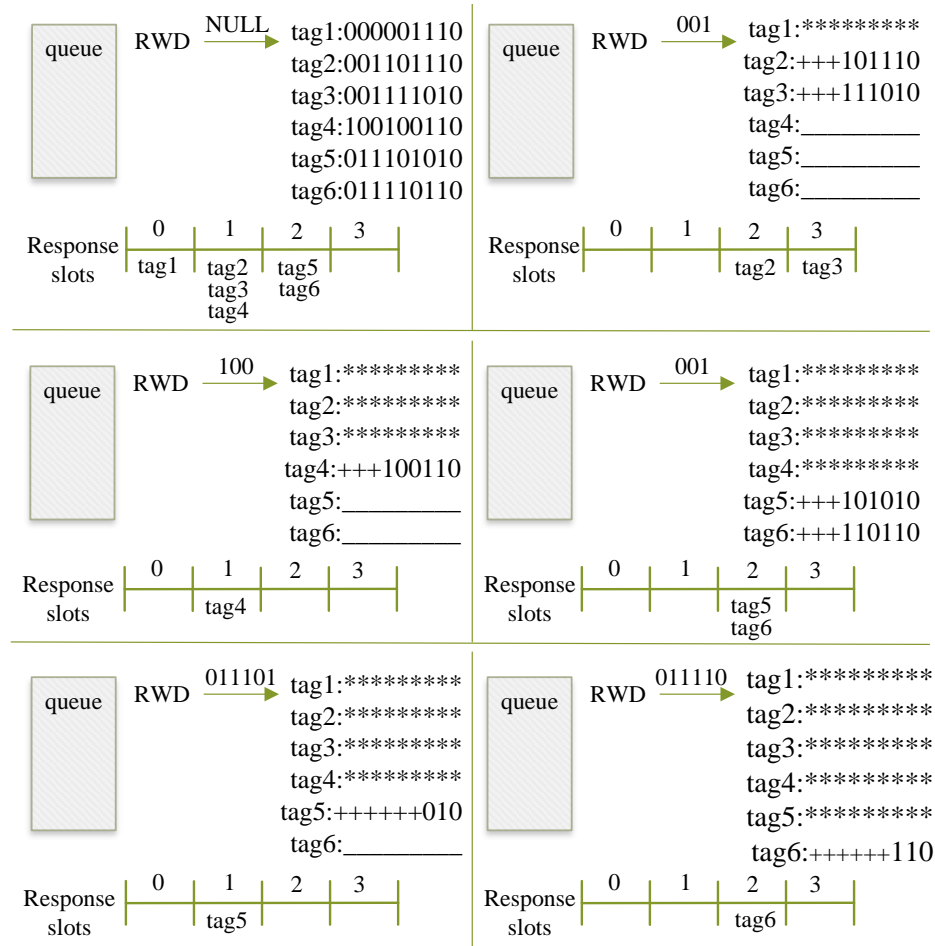 queue
RWD
NULL
tag1:000001110
tag2:001101110
tag3:001111010
tag4:100100110
tag5:011101010
tag6:011110110
Response
slots
0 1 2 3
tag1 tag2 tag5
tag3 tag6
tag4
queue
RWD
001
tag1:*********
tag2:+++101110
tag3:+++111010
tag4:_________
tag5:_________
tag6:_________
Response
slots
0 1 2 3
tag2 tag3
queue
RWD
100
tag1:*********
tag2:*********
tag3:*********
tag4:+++100110
tag5:_________
tag6:_________
Response
slots
0 1 2 3
tag4
queue
RWD
001
tag1:*********
tag2:*********
tag3:*********
tag4:*********
tag5:+++101010
tag6:+++110110
Response
slots
0 1 2 3
tag5
tag6
queue
RWD
011101
tag1:*********
tag2:*********
tag3:*********
tag4:*********
tag5:++++++010
tag6:_________
Response
slots
0 1 2 3
tag5
queue
RWD
011110
tag1:*********
tag2:*********
tag3:*********
tag4:*********
tag5:*********
tag6:++++++110
Response
slots
0 1 2 3
tag6